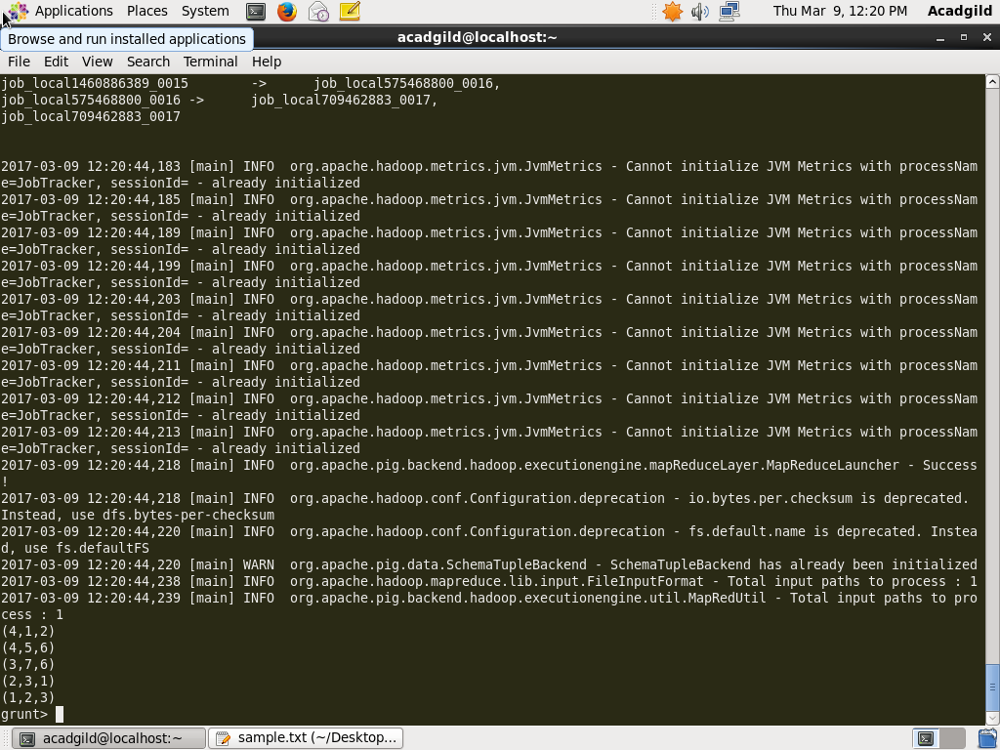 Applications Places System Thu Mar 9, 12:20 PM Acadgild
Browse and run installed applications
acadgild@localhost:~
File Edit View Search Terminal Help
job_local1460886389_0015 -> job_local575468800_0016,
job_local575468800_0016 -> job_local709462883_0017,
job_local709462883_0017
2017-03-09 12:20:44,183 [main] INFO org.apache.hadoop.metrics.jvm.JvmMetrics - Cannot initialize JVM Metrics with processNam
e=JobTracker, sessionId= - already initialized
2017-03-09 12:20:44,185 [main] INFO org.apache.hadoop.metrics.jvm.JvmMetrics - Cannot initialize JVM Metrics with processNam
e=JobTracker, sessionId= - already initialized
2017-03-09 12:20:44,189 [main] INFO org.apache.hadoop.metrics.jvm.JvmMetrics - Cannot initialize JVM Metrics with processNam
e=JobTracker, sessionId= - already initialized
2017-03-09 12:20:44,199 [main] INFO org.apache.hadoop.metrics.jvm.JvmMetrics - Cannot initialize JVM Metrics with processNam
e=JobTracker, sessionId= - already initialized
2017-03-09 12:20:44,203 [main] INFO org.apache.hadoop.metrics.jvm.JvmMetrics - Cannot initialize JVM Metrics with processNam
e=JobTracker, sessionId= - already initialized
2017-03-09 12:20:44,204 [main] INFO org.apache.hadoop.metrics.jvm.JvmMetrics - Cannot initialize JVM Metrics with processNam
e=JobTracker, sessionId= - already initialized
2017-03-09 12:20:44,211 [main] INFO org.apache.hadoop.metrics.jvm.JvmMetrics - Cannot initialize JVM Metrics with processNam
e=JobTracker, sessionId= - already initialized
2017-03-09 12:20:44,212 [main] INFO org.apache.hadoop.metrics.jvm.JvmMetrics - Cannot initialize JVM Metrics with processNam
e=JobTracker, sessionId= - already initialized
2017-03-09 12:20:44,213 [main] INFO org.apache.hadoop.metrics.jvm.JvmMetrics - Cannot initialize JVM Metrics with processNam
e=JobTracker, sessionId= - already initialized
2017-03-09 12:20:44,218 [main] INFO org.apache.pig.backend.hadoop.executionengine.mapReduceLayer.MapReduceLauncher - Success
!
2017-03-09 12:20:44,218 [main] INFO org.apache.hadoop.conf.Configuration.deprecation - io.bytes.per.checksum is deprecated.
Instead, use dfs.bytes-per-checksum
2017-03-09 12:20:44,220 [main] INFO org.apache.hadoop.conf.Configuration.deprecation - fs.default.name is deprecated. Instea
d, use fs.defaultFS
2017-03-09 12:20:44,220 [main] WARN org.apache.pig.data.SchemaTupleBackend - SchemaTupleBackend has already been initialized
2017-03-09 12:20:44,238 [main] INFO org.apache.hadoop.mapreduce.lib.input.FileInputFormat - Total input paths to process : 1
2017-03-09 12:20:44,239 [main] INFO org.apache.pig.backend.hadoop.executionengine.util.MapRedUtil - Total input paths to pro
cess : 1
(4,1,2)
(4,5,6)
(3,7,6)
(2,3,1)
(1,2,3)
grunt>
acadgild@localhost:~ sample.txt (~/Desktop...